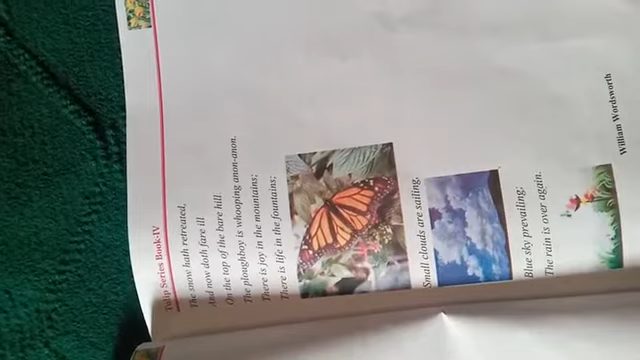 Tulip Series Book-IV
The snow hath retreated,
And now doth fare ill
On the top of the bare hill
The ploughboy is whooping anon-anon.
There is joy in the mountains;
There is life in the fountains;
Small clouds are sailing,
Blue sky prevailing;
The rain is over again.
William Wordsworth